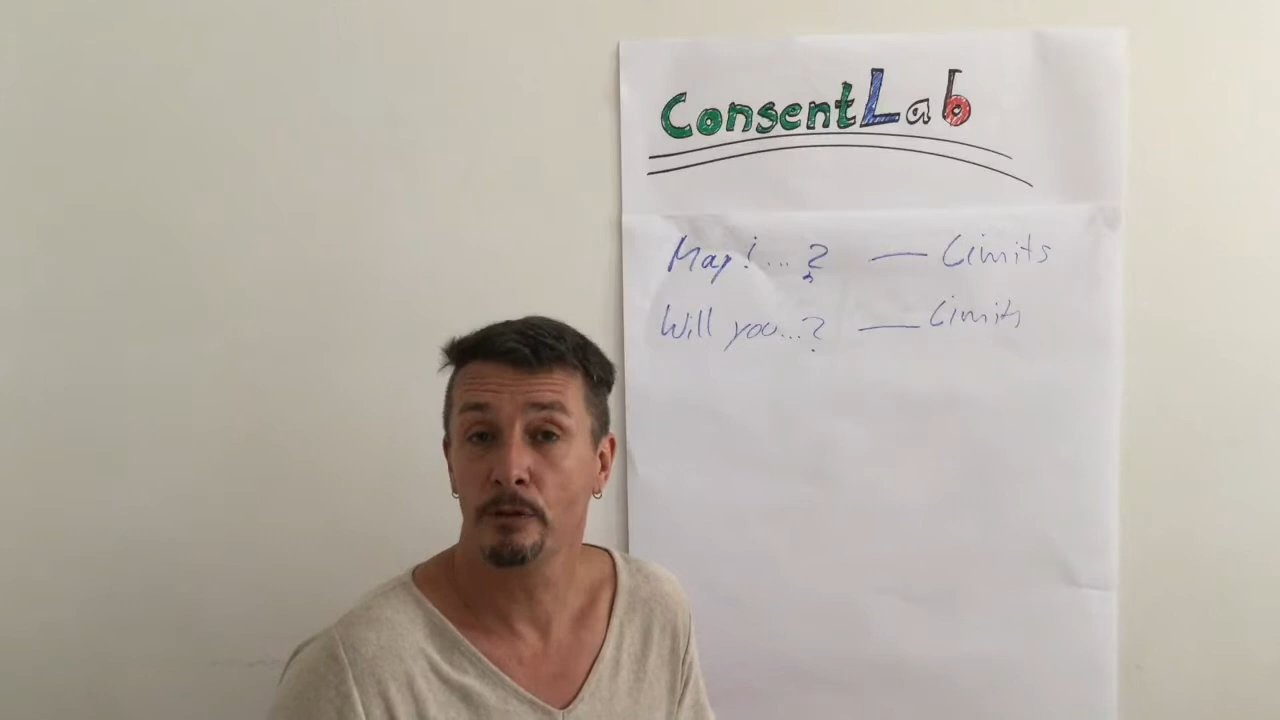 ConsentLab
May I...? — Limits
Will you...? — Limits